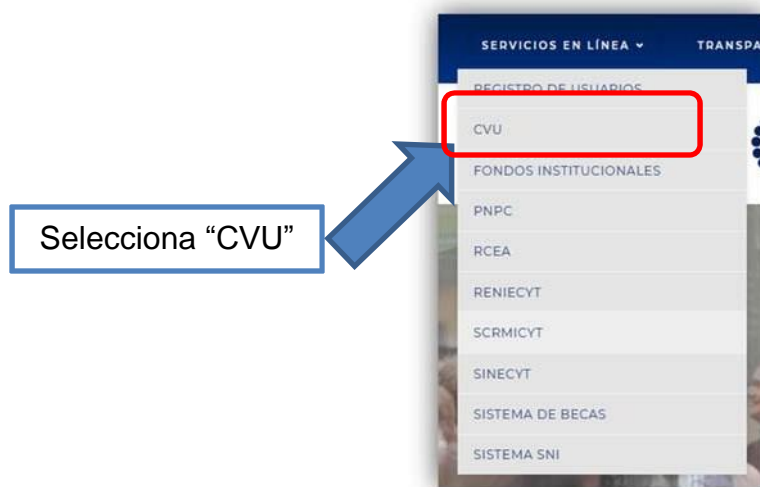 SERVICIOS EN LÍNEA
TRANSPA
REGISTRO DE USUARIOS
CVU
FONDOS INSTITUCIONALES
PNPC
RCEA
RENIECYT
SCRMICYT
SINECYT
SISTEMA DE BECAS
SISTEMA SNI
Selecciona “CVU”